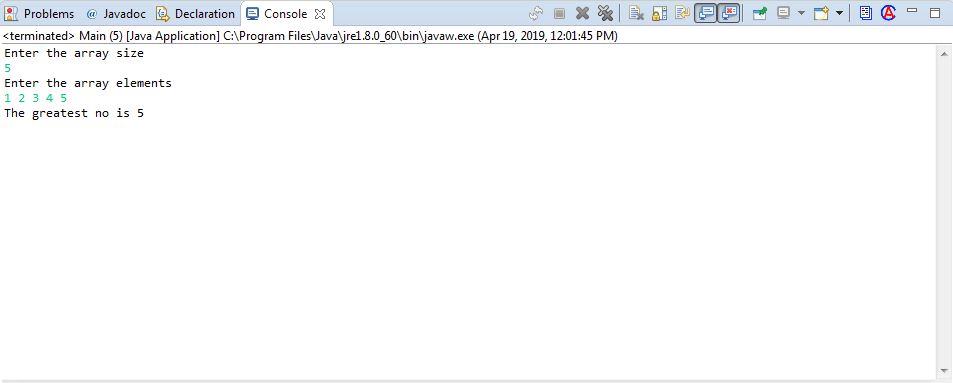 Problems @ Javadoc Declaration Console
<terminated> Main (5) [Java Application] C:\Program Files\Java\jre1.8.0_60\bin\javaw.exe (Apr 19, 2019, 12:01:45 PM)
Enter the array size
5
Enter the array elements
1 2 3 4 5
The greatest no is 5